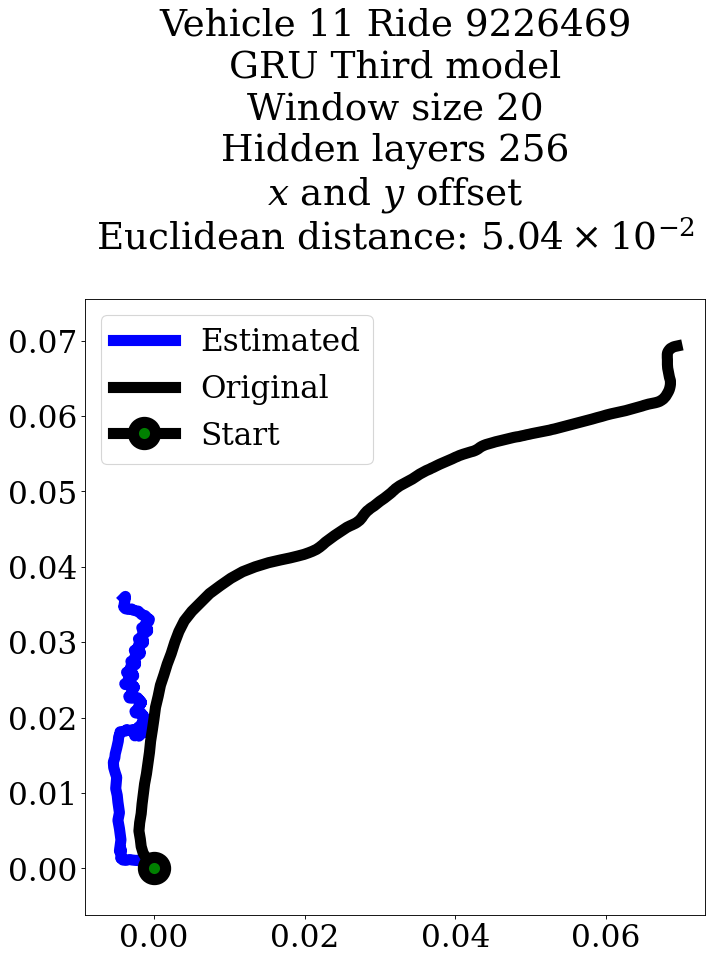 Vehicle 11 Ride 9226469
GRU Third model
Window size 20
Hidden layers 256
x and y offset
Euclidean distance: 5.04 × 10⁻²
Estimated
Original
Start
0.07
0.06
0.05
0.04
0.03
0.02
0.01
0.00
0.00 0.02 0.04 0.06